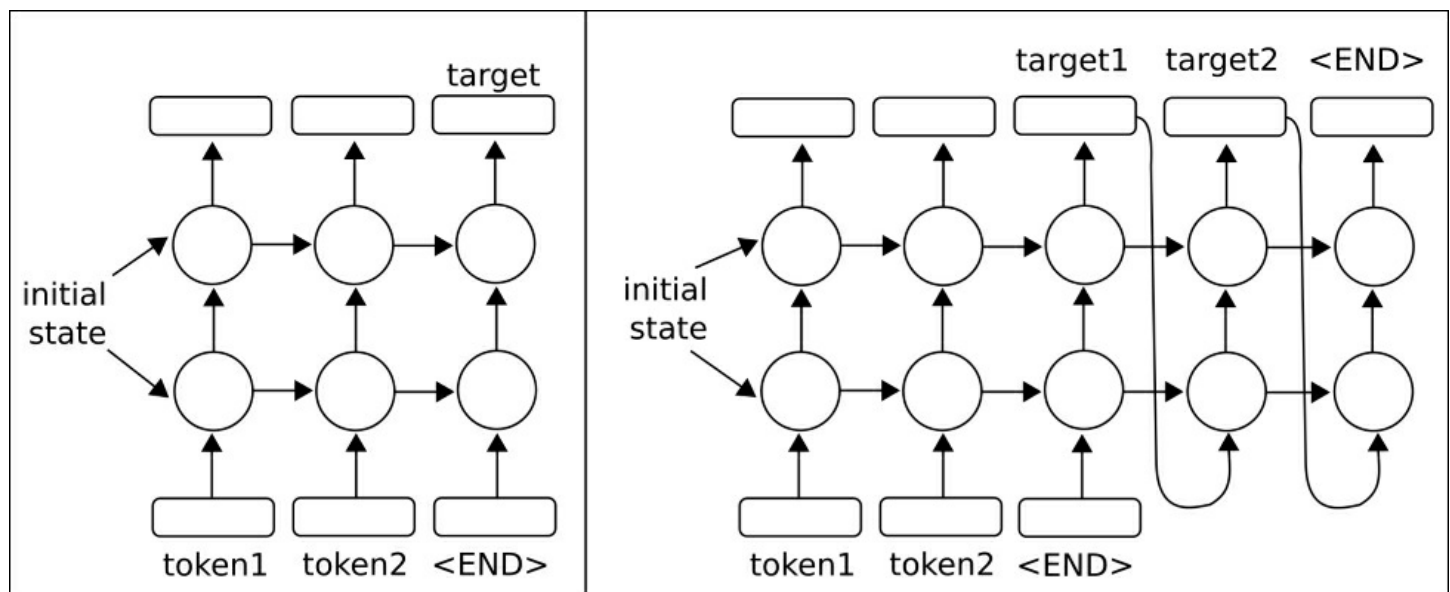 target
initial
state
token1 token2 <END>
target1 target2 <END>
initial
state
token1 token2 <END>